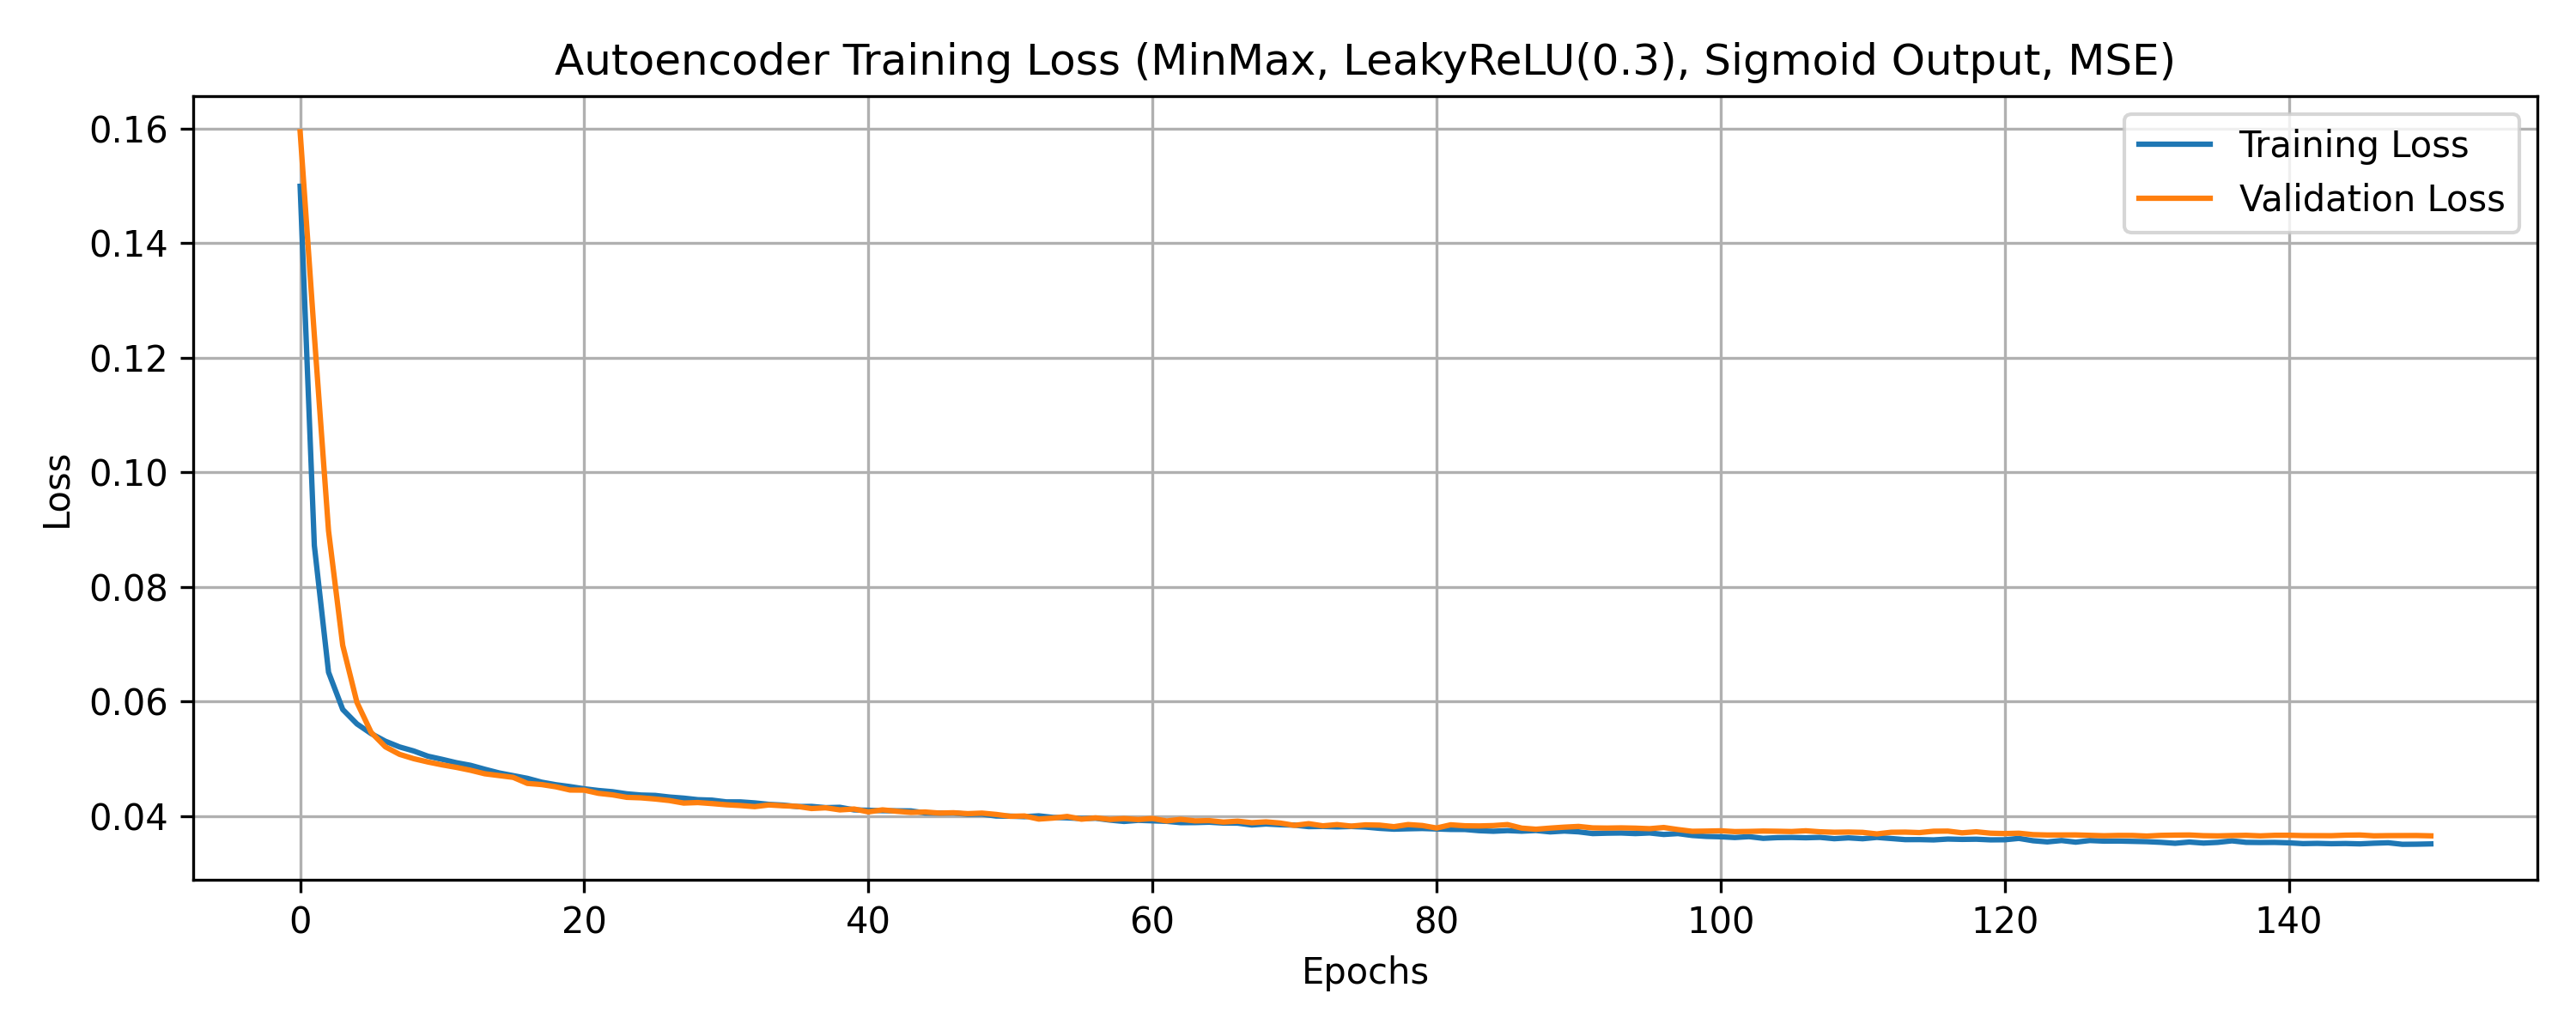 Autoencoder Training Loss (MinMax, LeakyReLU(0.3), Sigmoid Output, MSE)
Training Loss
Validation Loss
Loss
0.16
0.14
0.12
0.10
0.08
0.06
0.04
0 20 40 60 80 100 120 140
Epochs